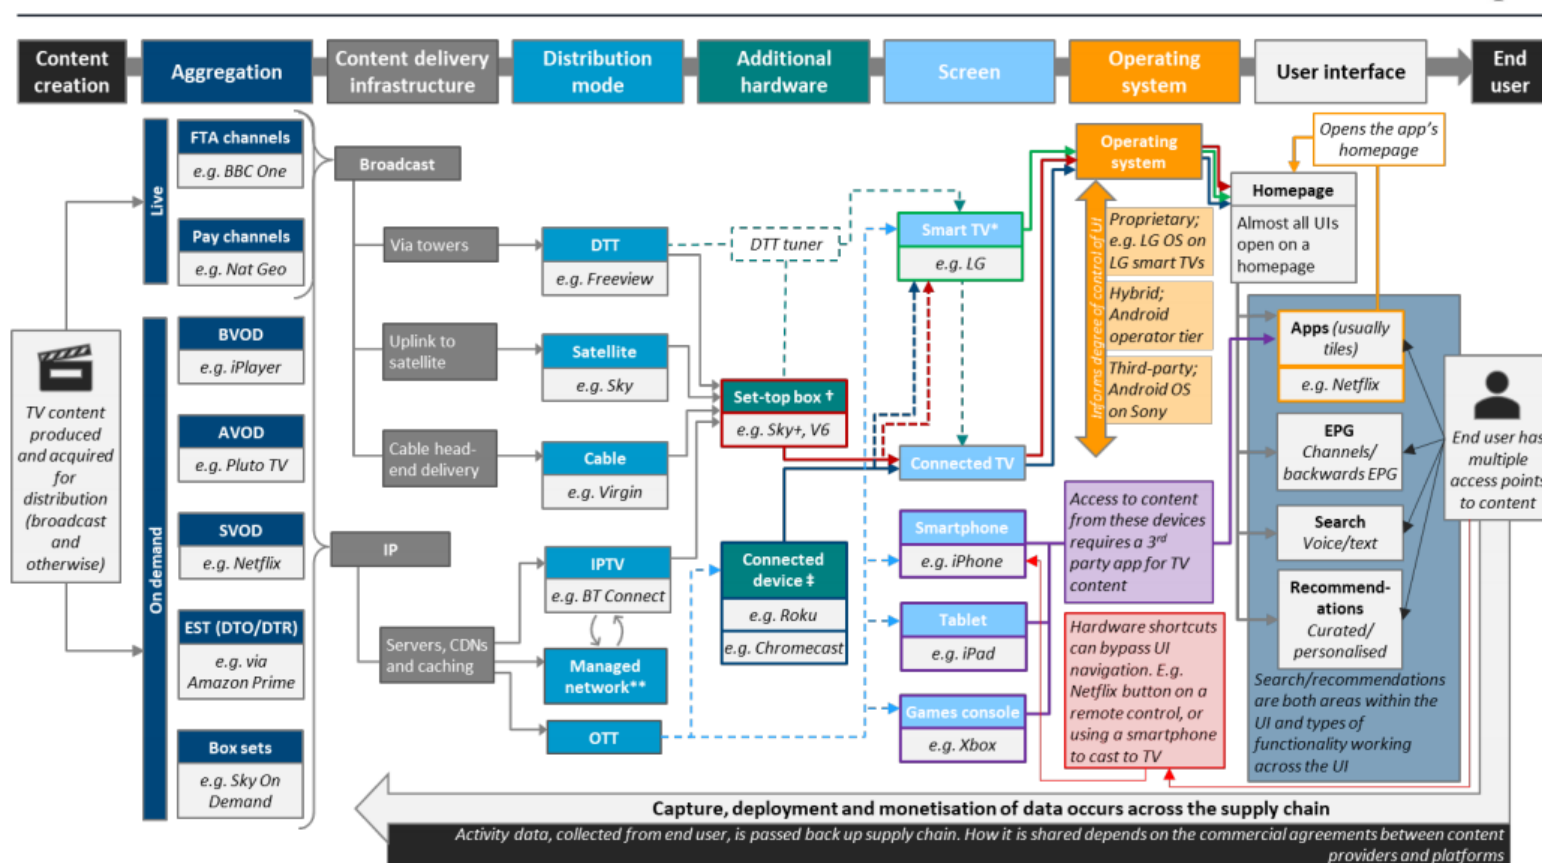 Content
creation
Aggregation
Content delivery
infrastructure
Distribution
mode
Additional
hardware
Screen
Operating
system
User interface
End
user
Live
FTA channels
e.g. BBC One
Pay channels
e.g. Nat Geo
On demand
BVOD
e.g. iPlayer
AVOD
e.g. Pluto TV
SVOD
e.g. Netflix
EST (DTO/DTR)
e.g. via
Amazon Prime
Box sets
e.g. Sky On
Demand
TV content
produced
and acquired
for
distribution
(broadcast
and
otherwise)
Broadcast
Via towers
Uplink to
satellite
Cable head-
end delivery
IP
Servers, CDNs
and caching
DTT
e.g. Freeview
Satellite
e.g. Sky
Cable
e.g. Virgin
IPTV
e.g. BT Connect
Managed
network**
OTT
DTT tuner
Set-top box †
e.g. Sky+, V6
Connected
device ‡
e.g. Roku
e.g. Chromecast
Smart TV*
e.g. LG
Connected TV
Smartphone
e.g. iPhone
Tablet
e.g. iPad
Games console
e.g. Xbox
Operating
system
Informs degree of control of UI
Proprietary;
e.g. LG OS on
LG smart TVs
Hybrid;
Android
operator tier
Third-party;
Android OS
on Sony
Access to content
from these devices
requires a 3rd
party app for TV
content
Hardware shortcuts
can bypass UI
navigation. E.g.
Netflix button on a
remote control, or
using a smartphone
to cast to TV
Opens the app's
homepage
Homepage
Almost all UIs
open on a
homepage
Apps (usually
tiles)
e.g. Netflix
EPG
Channels/
backwards EPG
Search
Voice/text
Recommend-
ations
Curated/
personalised
Search/recommendations
are both areas within the
UI and types of
functionality working
across the UI
End user has
multiple
access points
to content
Capture, deployment and monetisation of data occurs across the supply chain
Activity data, collected from end user, is passed back up supply chain. How it is shared depends on the commercial agreements between content
providers and platforms